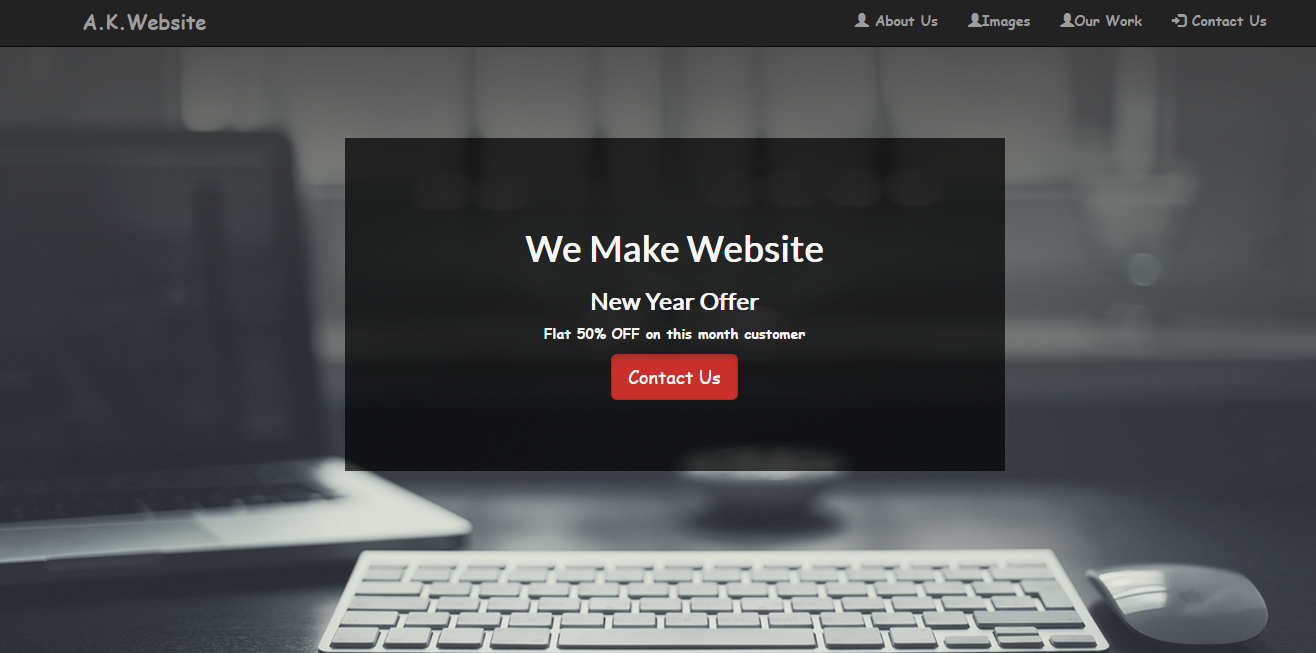 A.K.Website
About Us
Images
Our Work
Contact Us
We Make Website
New Year Offer
Flat 50% OFF on this month customer
Contact Us